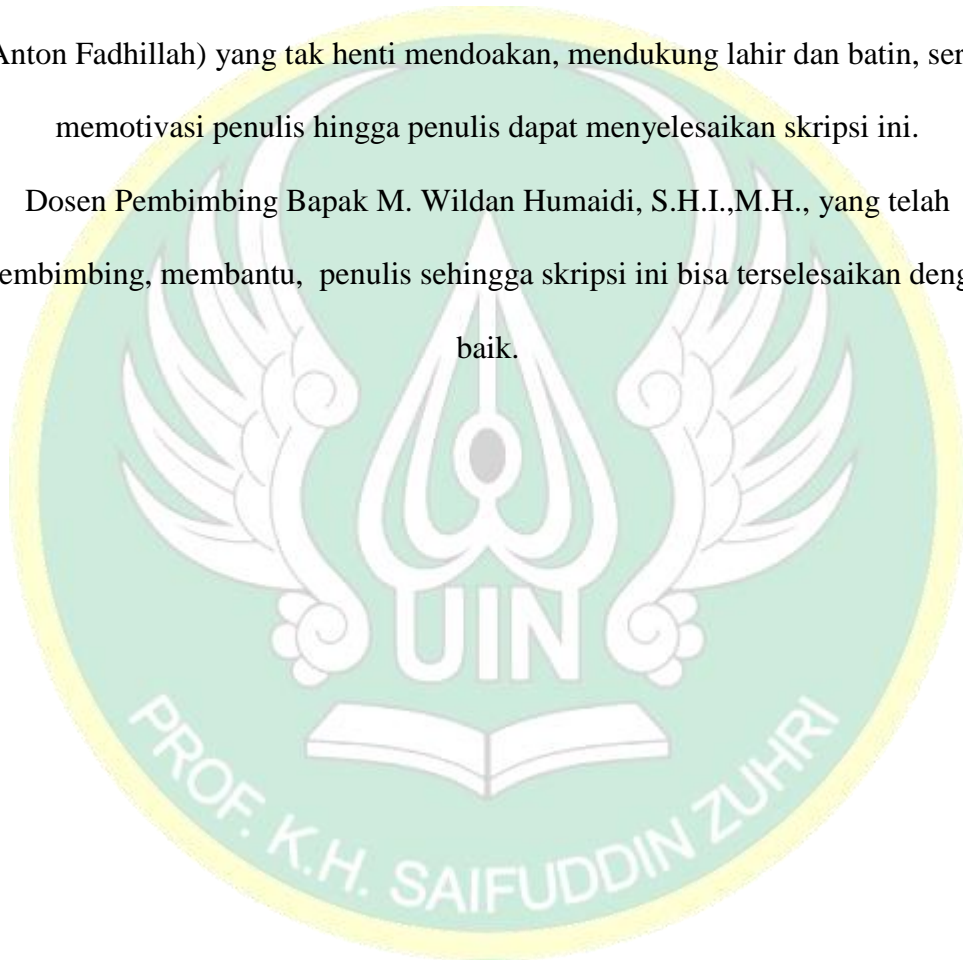 Anton Fadhillah) yang tak henti mendoakan, mendukung lahir dan batin, ser
memotivasi penulis hingga penulis dapat menyelesaikan skripsi ini.
Dosen Pembimbing Bapak M. Wildan Humaidi, S.H.I.,M.H., yang telah
embimbing, membantu, penulis sehingga skripsi ini bisa terselesaikan deng
baik.
UIN
PROF. K.H. SAIFUDDIN ZUHRI